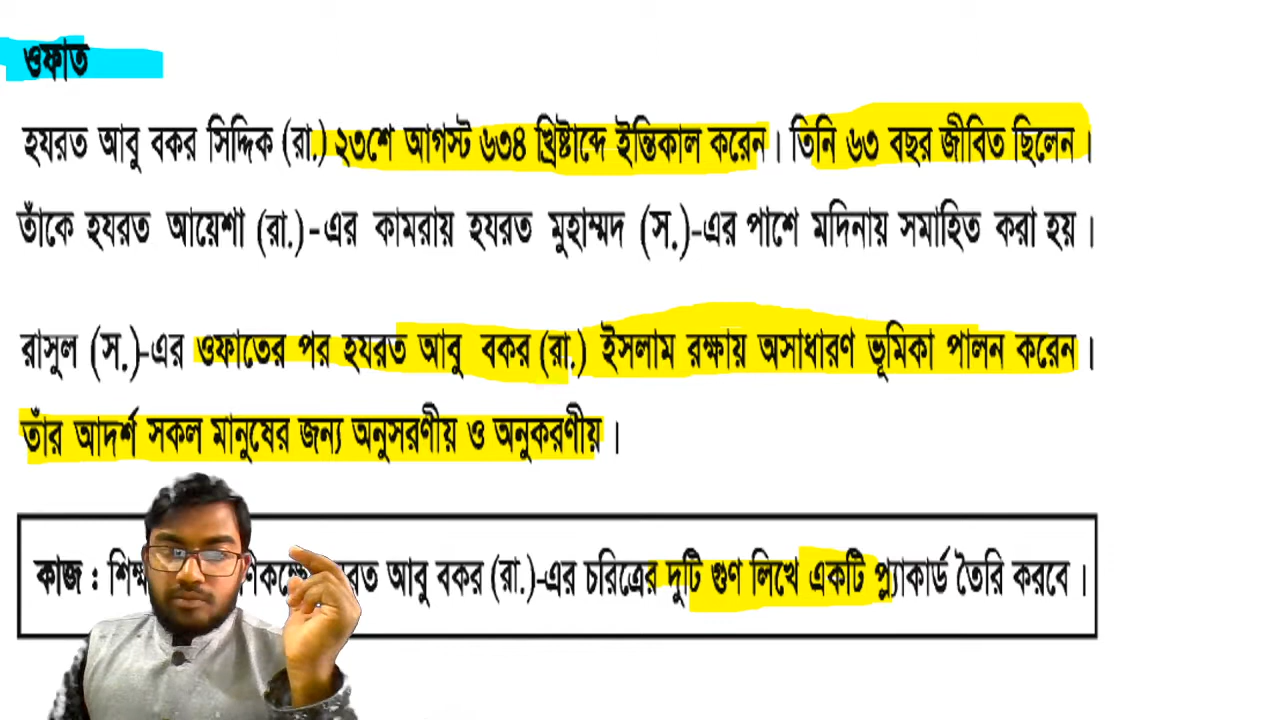 ওফাত
হযরত আবু বকর সিদ্দিক (রা.) ২৩শে আগস্ট ৬৩৪ খ্রিষ্টাব্দে ইন্তিকাল করেন। তিনি ৬৩ বছর জীবিত ছিলেন।
তাঁকে হযরত আয়েশা (রা.)-এর কামরায় হযরত মুহাম্মদ (স.)-এর পাশে মদিনায় সমাহিত করা হয়।
রাসুল (স.)-এর ওফাতের পর হযরত আবু বকর (রা.) ইসলাম রক্ষায় অসাধারণ ভূমিকা পালন করেন।
তাঁর আদর্শ সকল মানুষের জন্য অনুসরণীয় ও অনুকরণীয়।
কাজ : আবু বকর (রা.)-এর চরিত্রের দুটি গুণ লিখে একটি প্ল্যাকার্ড তৈরি করবে।